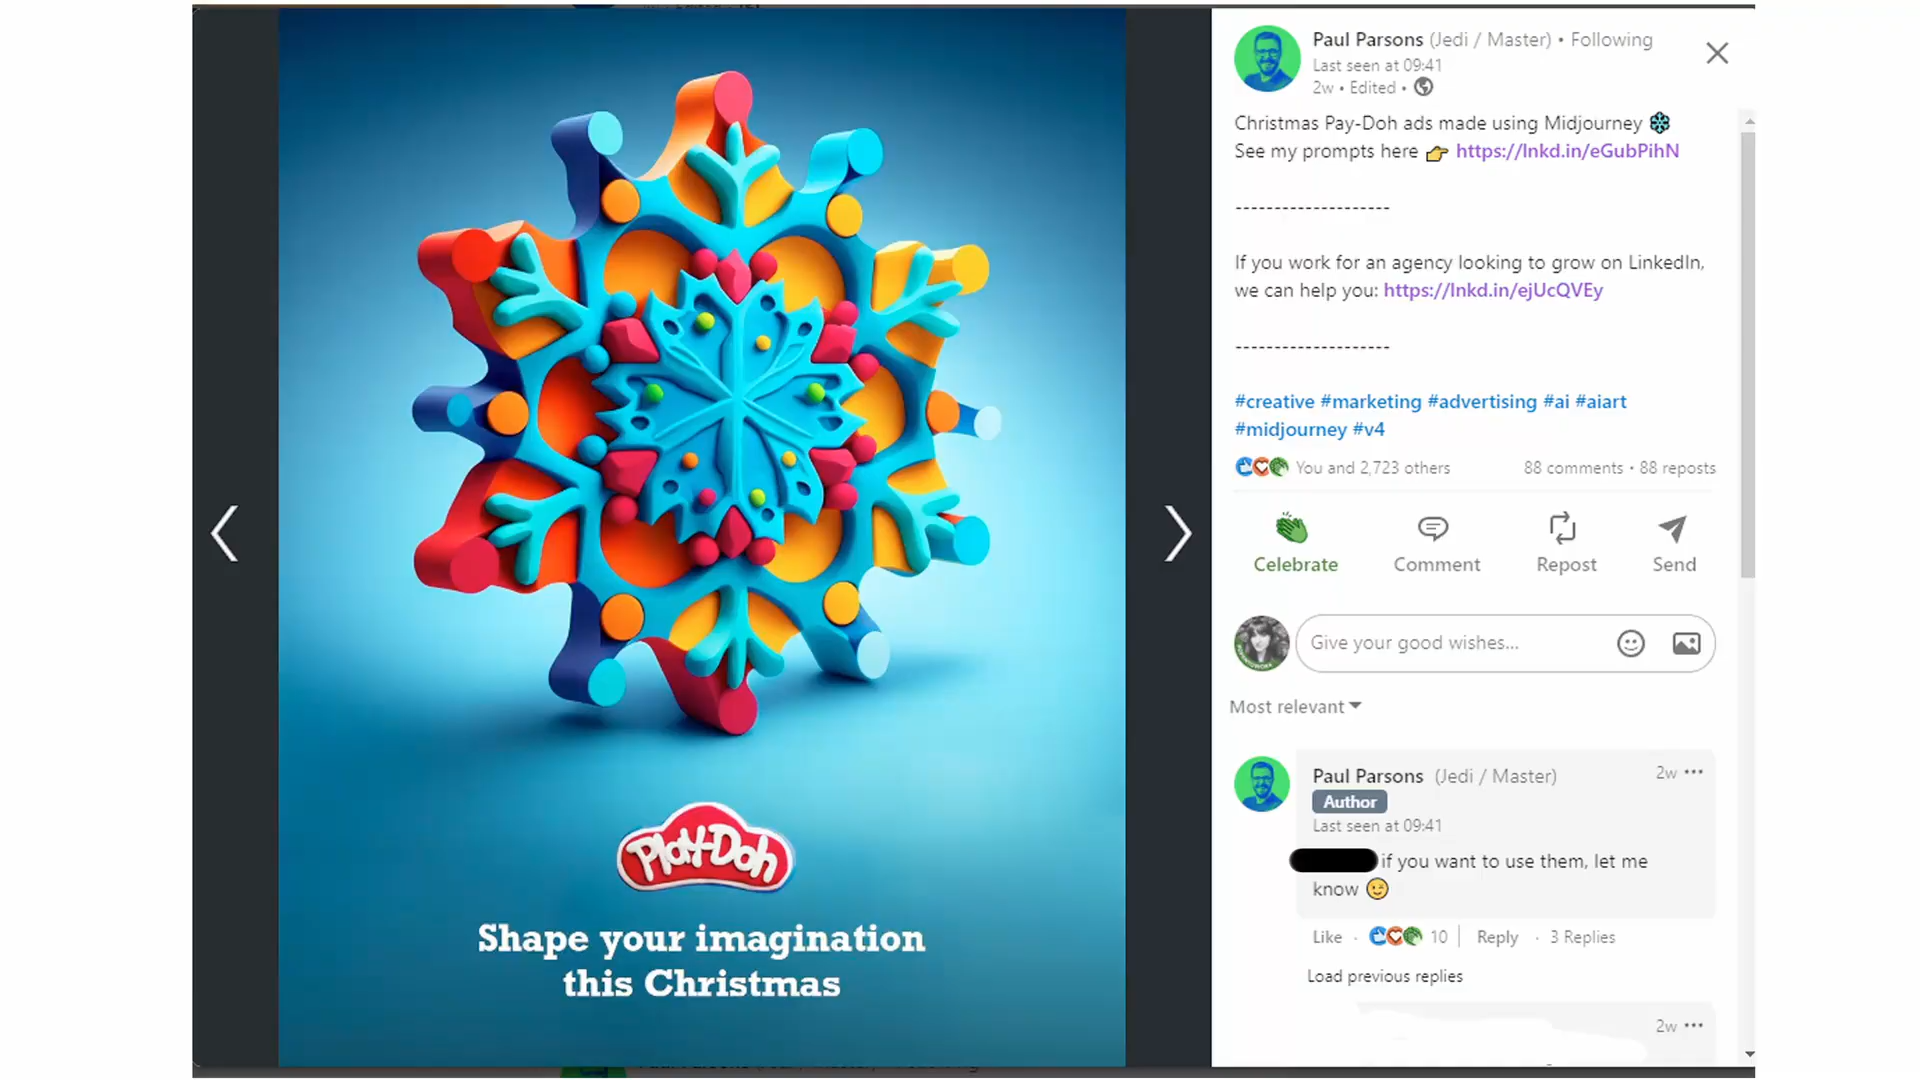 Play-Doh
Shape your imagination
this Christmas
Paul Parsons (Jedi / Master) • Following
Last seen at 09:41
2w • Edited •
Christmas Pay-Doh ads made using Midjourney
See my prompts here 👉 https://lnkd.in/eGubPihN
--------------------
If you work for an agency looking to grow on LinkedIn,
we can help you: https://lnkd.in/ejUcQVEy
--------------------
#creative #marketing #advertising #ai #aiart
#midjourney #v4
You and 2,723 others 88 comments • 88 reposts
Celebrate Comment Repost Send
Give your good wishes...
Most relevant
Paul Parsons (Jedi / Master) 2w •••
Author
Last seen at 09:41
if you want to use them, let me
know 😉
Like · 10 | Reply · 3 Replies
Load previous replies
2w •••